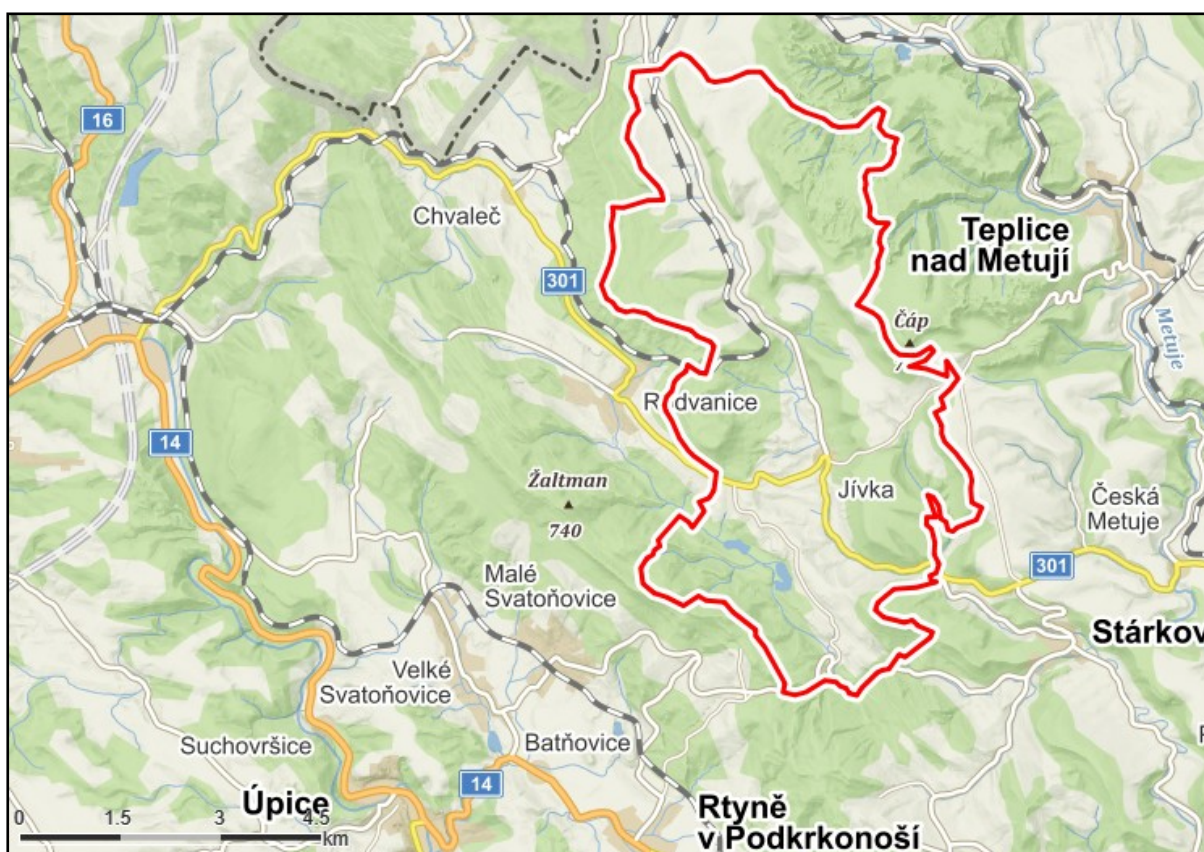 16
Chvaleč
Teplice
nad Metují
301
Metuje
Čáp
Radvanice
14
Jívka
Žaltman
740
Česká
Metuje
301
Malé
Svatoňovice
Stárkov
Velké
Svatoňovice
Suchovršice
Batňovice
14
Úpice
Rtyně
v Podkrkonoší
0 1.5 3 4.5
km